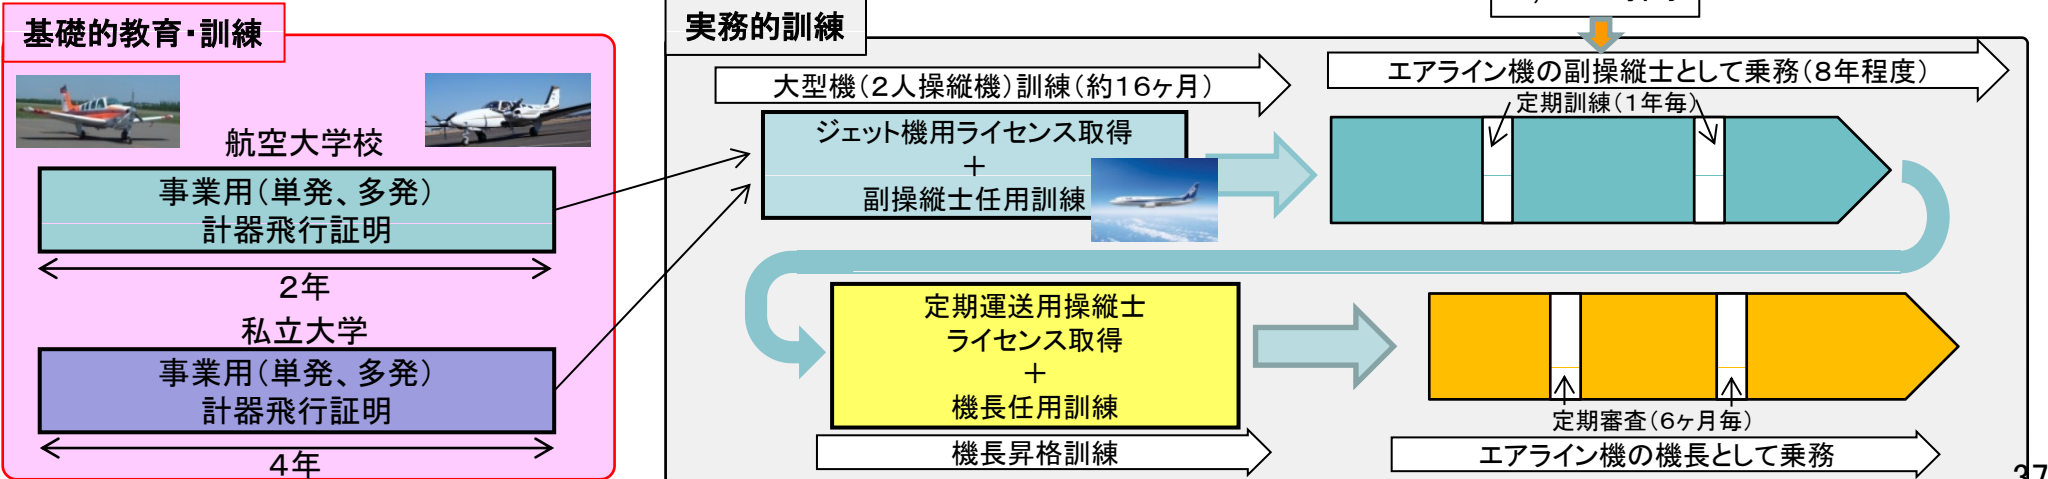 基礎的教育・訓練
航空大学校
事業用(単発、多発)
計器飛行証明
2年
私立大学
事業用(単発、多発)
計器飛行証明
4年
実務的訓練
大型機(2人操縦機)訓練(約16ヶ月)
ジェット機用ライセンス取得
+
副操縦士任用訓練
エアライン機の副操縦士として乗務(8年程度)
定期訓練(1年毎)
定期運送用操縦士
ライセンス取得
+
機長任用訓練
機長昇格訓練
定期審査(6ヶ月毎)
エアライン機の機長として乗務
37